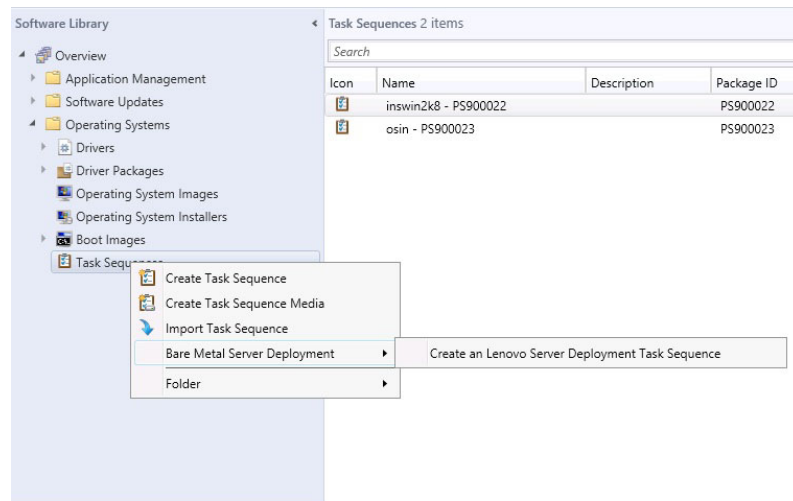 Software Library
Overview
Application Management
Software Updates
Operating Systems
Drivers
Driver Packages
Operating System Images
Operating System Installers
Boot Images
Task Sequences
Create Task Sequence
Create Task Sequence Media
Import Task Sequence
Bare Metal Server Deployment
Create an Lenovo Server Deployment Task Sequence
Folder
Task Sequences 2 items
Search
Icon Name Description Package ID
inswin2k8 - PS900022 PS900022
osin - PS900023 PS900023